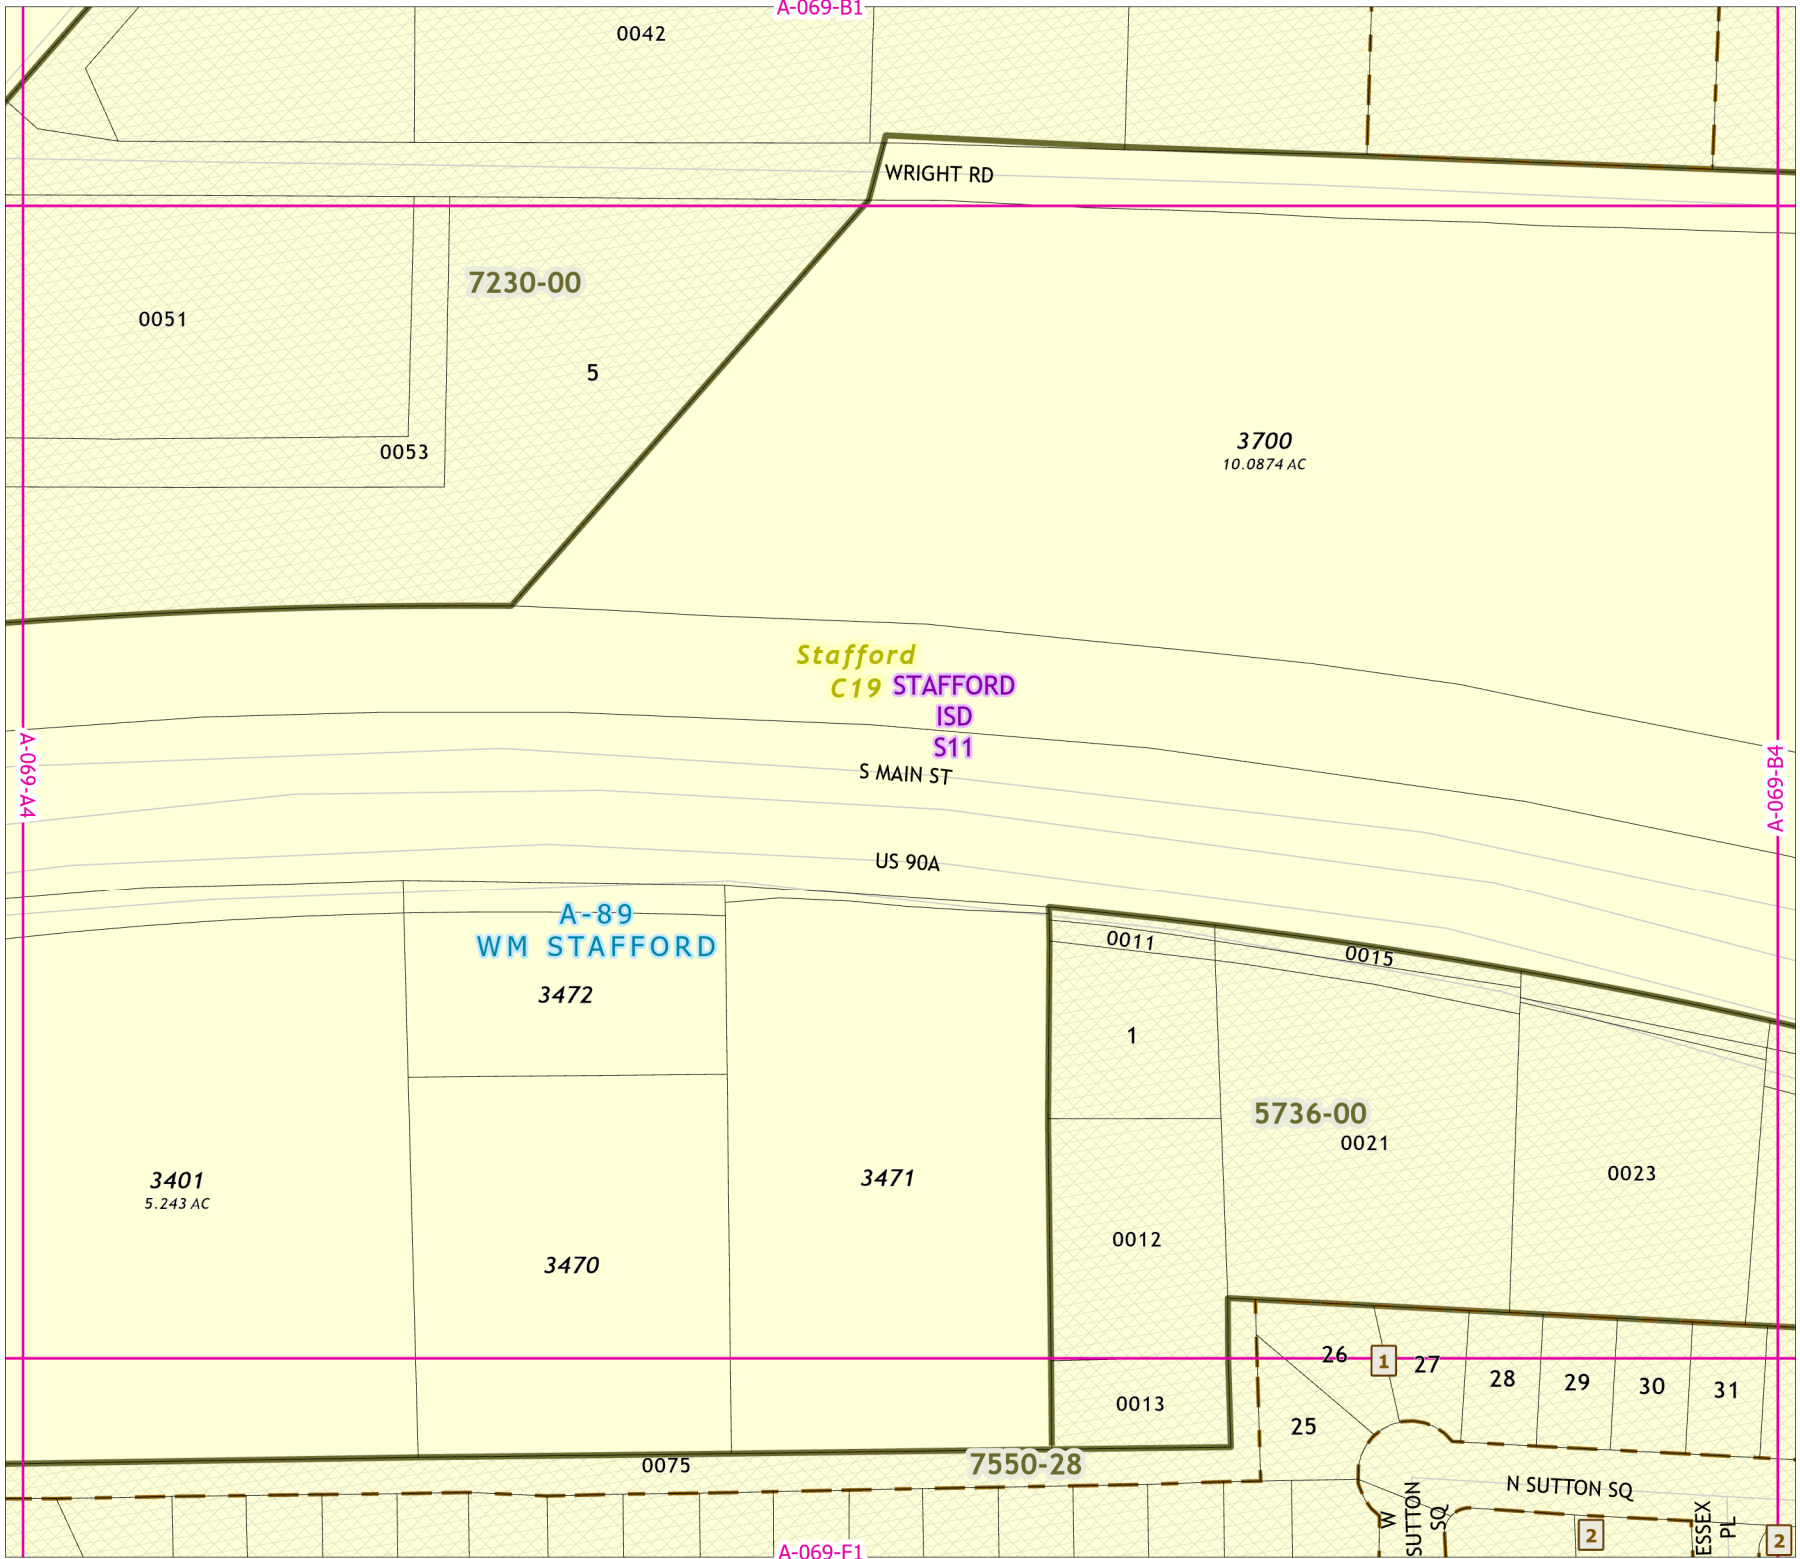 A-069-B1
0042
WRIGHT RD
7230-00
0051
5
0053
3700
10.0874 AC
Stafford
C19
STAFFORD
ISD
S11
A-069-A4
A-069-B4
S MAIN ST
US 90A
A-89
WM STAFFORD
0011
0015
3472
1
5736-00
0021
0023
3401
5.243 AC
3471
0012
3470
26
1
27
28
29
30
31
0013
25
0075
7550-28
N SUTTON SQ
W
SUTTON
SQ
ESSEX
PL
2
2
A-069-F1